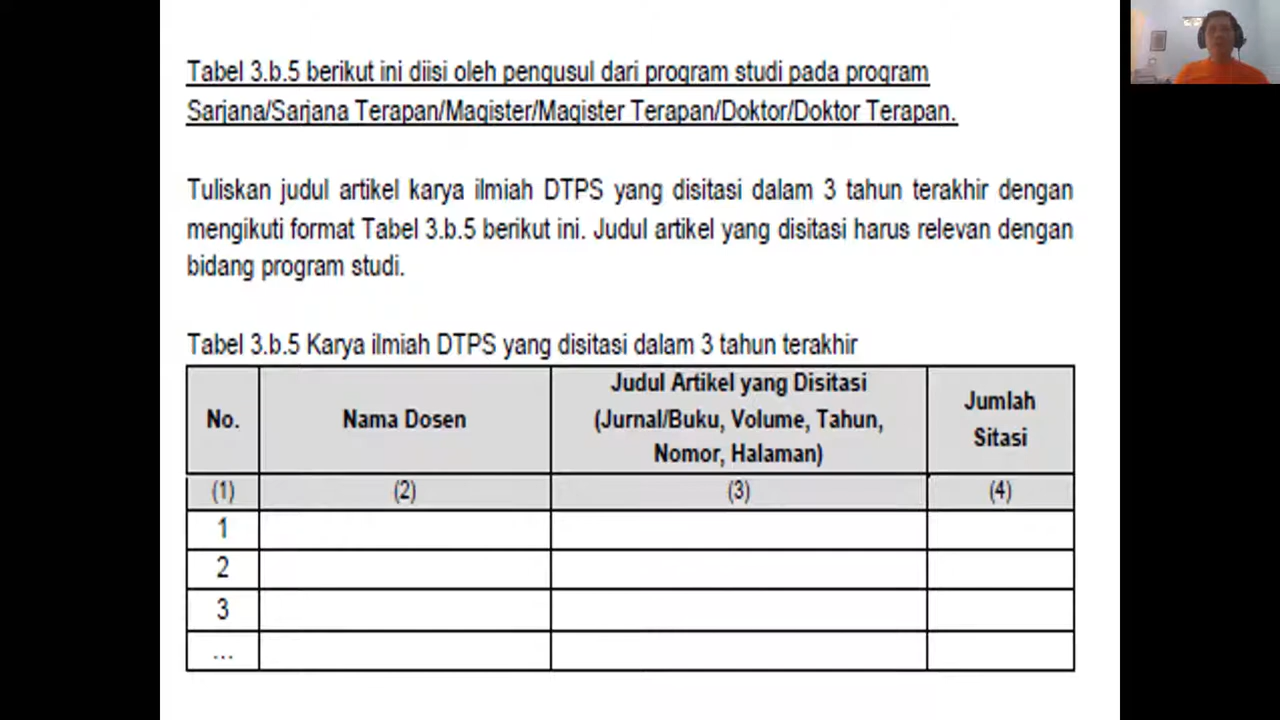 Tabel 3.b.5 berikut ini diisi oleh pengusul dari program studi pada program
Sarjana/Sarjana Terapan/Magister/Magister Terapan/Doktor/Doktor Terapan.
Tuliskan judul artikel karya ilmiah DTPS yang disitasi dalam 3 tahun terakhir dengan
mengikuti format Tabel 3.b.5 berikut ini. Judul artikel yang disitasi harus relevan dengan
bidang program studi.
Tabel 3.b.5 Karya ilmiah DTPS yang disitasi dalam 3 tahun terakhir
No.
Nama Dosen
Judul Artikel yang Disitasi
(Jurnal/Buku, Volume, Tahun,
Nomor, Halaman)
Jumlah
Sitasi
(1) (2) (3) (4)
1
2
3
...